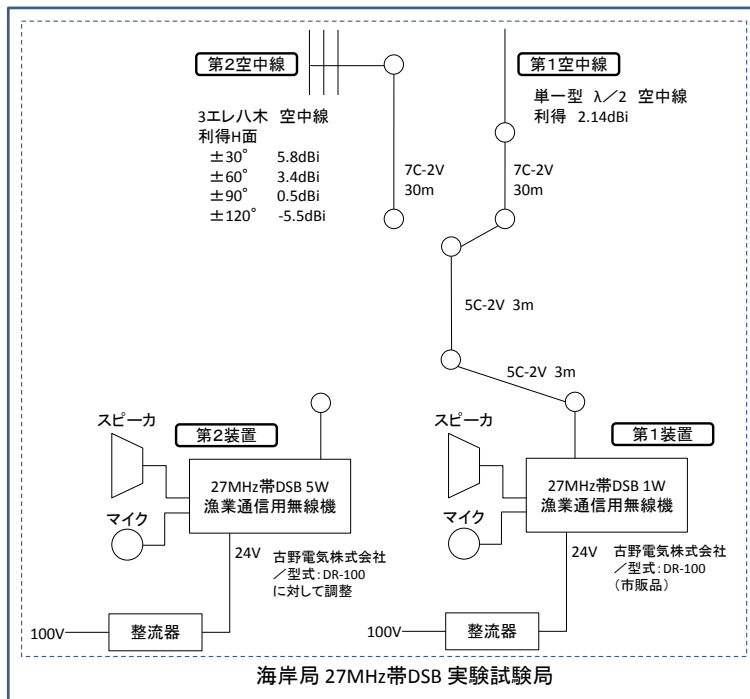 第2空中線
第1空中線
3エレ八木 空中線
利得H面
±30° 5.8dBi
±60° 3.4dBi
±90° 0.5dBi
±120° -5.5dBi
単一型 λ/2 空中線
利得 2.14dBi
7C-2V
30m
7C-2V
30m
5C-2V 3m
5C-2V 3m
スピーカ
第2装置
スピーカ
第1装置
27MHz帯DSB 5W
漁業通信用無線機
27MHz帯DSB 1W
漁業通信用無線機
マイク
マイク
24V
古野電気株式会社
/型式:DR-100
に対して調整
24V
古野電気株式会社
/型式:DR-100
(市販品)
100V
整流器
100V
整流器
海岸局 27MHz帯DSB 実験試験局